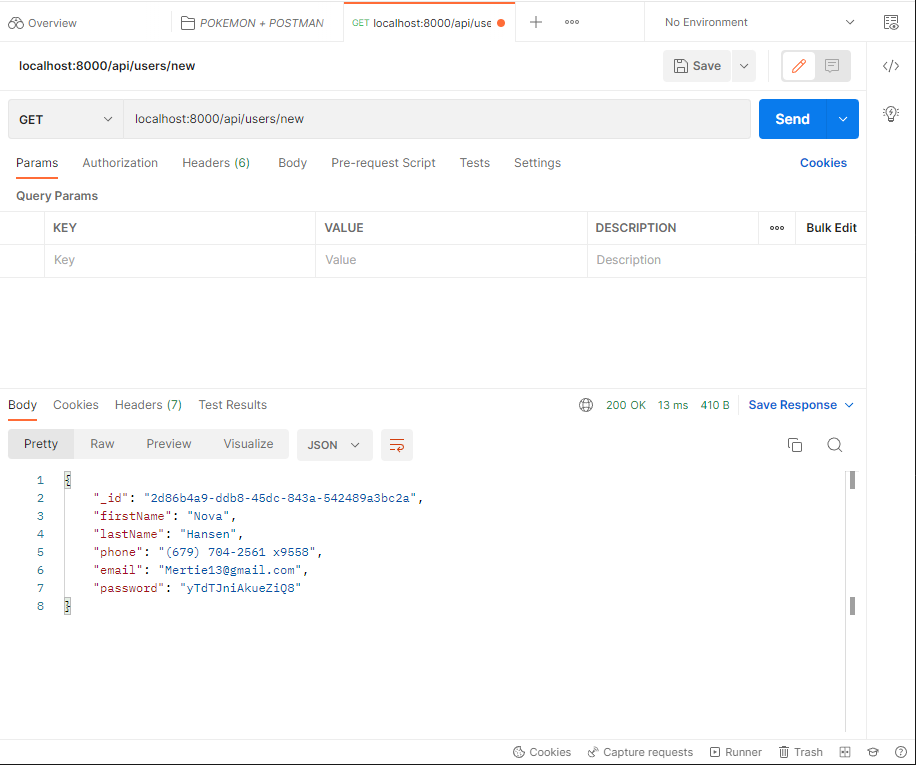 Overview POKEMON + POSTMAN GET localhost:8000/api/use No Environment
localhost:8000/api/users/new Save
GET localhost:8000/api/users/new Send
Params Authorization Headers (6) Body Pre-request Script Tests Settings Cookies
Query Params
KEY VALUE DESCRIPTION Bulk Edit
Key Value Description
Body Cookies Headers (7) Test Results 200 OK 13 ms 410 B Save Response
Pretty Raw Preview Visualize JSON
1 {
2 "_id": "2d86b4a9-ddb8-45dc-843a-542489a3bc2a",
3 "firstName": "Nova",
4 "lastName": "Hansen",
5 "phone": "(679) 704-2561 x9558",
6 "email": "Mertie13@gmail.com",
7 "password": "yTdTJniAkueZiQ8"
8 }
Cookies Capture requests Runner Trash